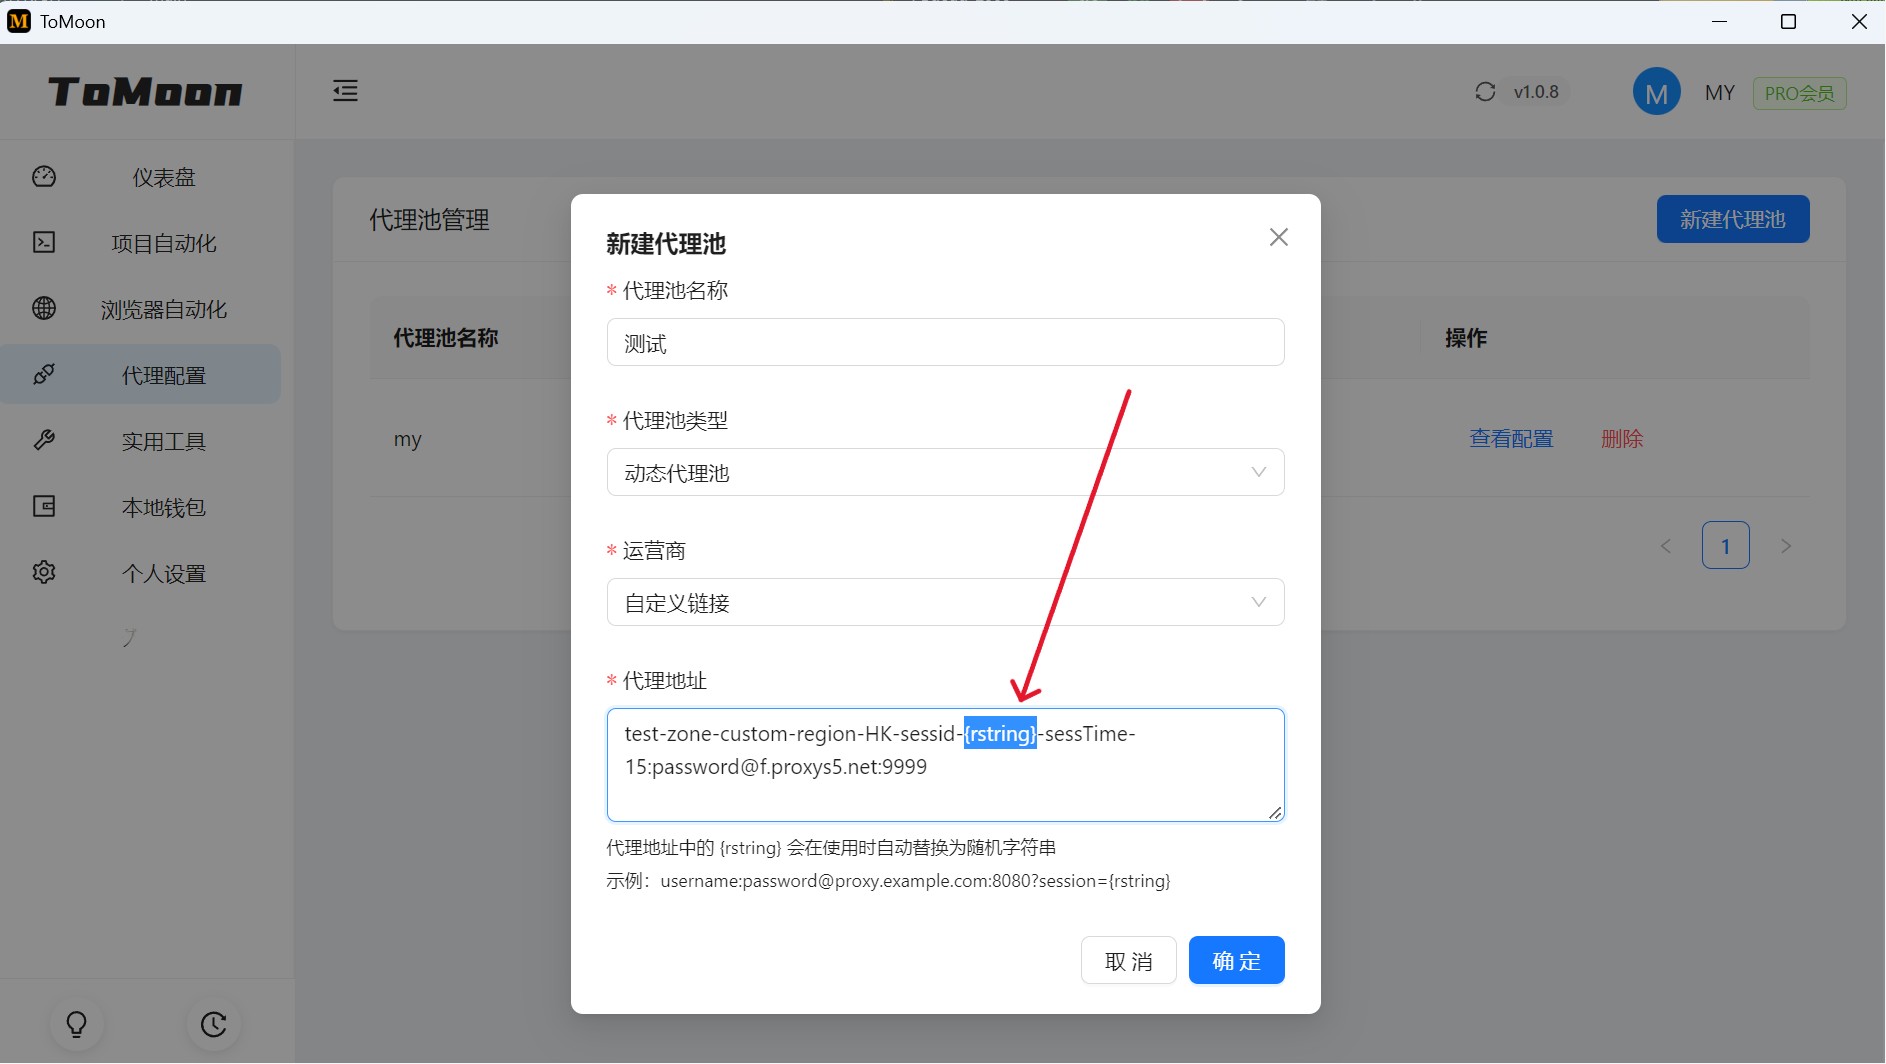 M ToMoon
ToMoon
v1.0.8
M
MY
PRO会员
仪表盘
项目自动化
浏览器自动化
代理配置
实用工具
本地钱包
个人设置
代理池管理
新建代理池
代理池名称
操作
my
查看配置
删除
1
新建代理池
* 代理池名称
测试
* 代理池类型
动态代理池
* 运营商
自定义链接
* 代理地址
test-zone-custom-region-HK-sessid-{rstring}-sessTime-
15:password@f.proxys5.net:9999
代理地址中的 {rstring} 会在使用时自动替换为随机字符串
示例：username:password@proxy.example.com:8080?session={rstring}
取 消
确 定